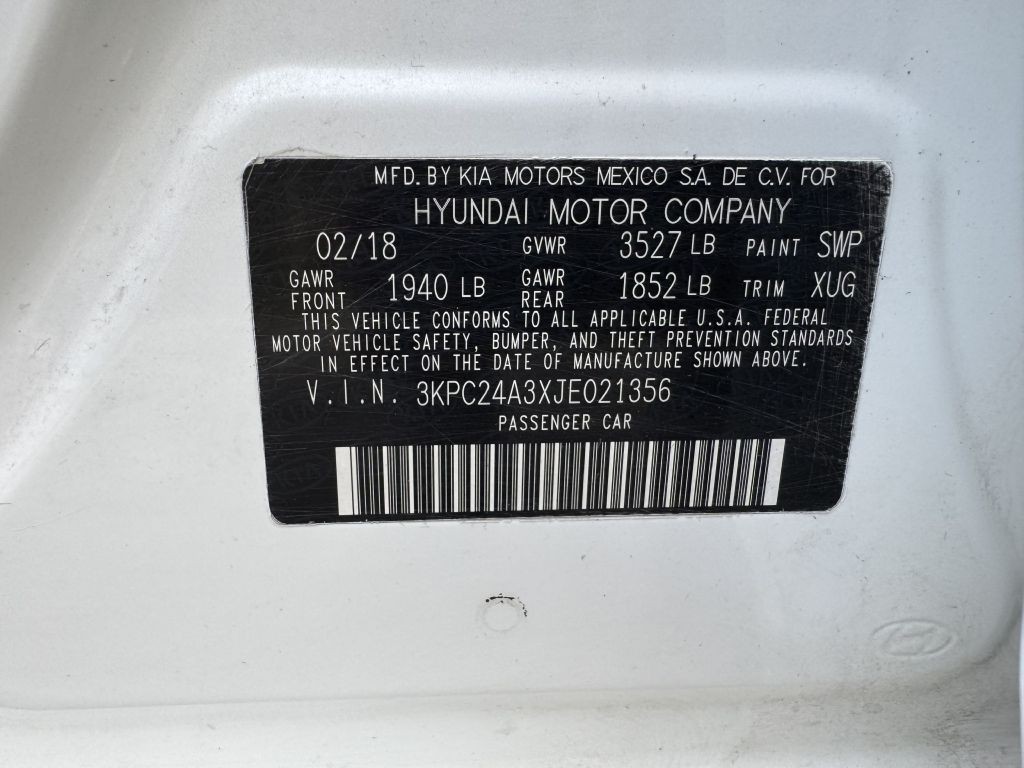 MFD. BY KIA MOTORS MEXICO S.A. DE C.V. FOR
HYUNDAI MOTOR COMPANY
02/18 GVWR 3527 LB PAINT SWP
GAWR FRONT 1940 LB GAWR REAR 1852 LB TRIM XUG
THIS VEHICLE CONFORMS TO ALL APPLICABLE U.S.A. FEDERAL
MOTOR VEHICLE SAFETY, BUMPER, AND THEFT PREVENTION STANDARDS
IN EFFECT ON THE DATE OF MANUFACTURE SHOWN ABOVE.
V.I.N. 3KPC24A3XJE021356
PASSENGER CAR